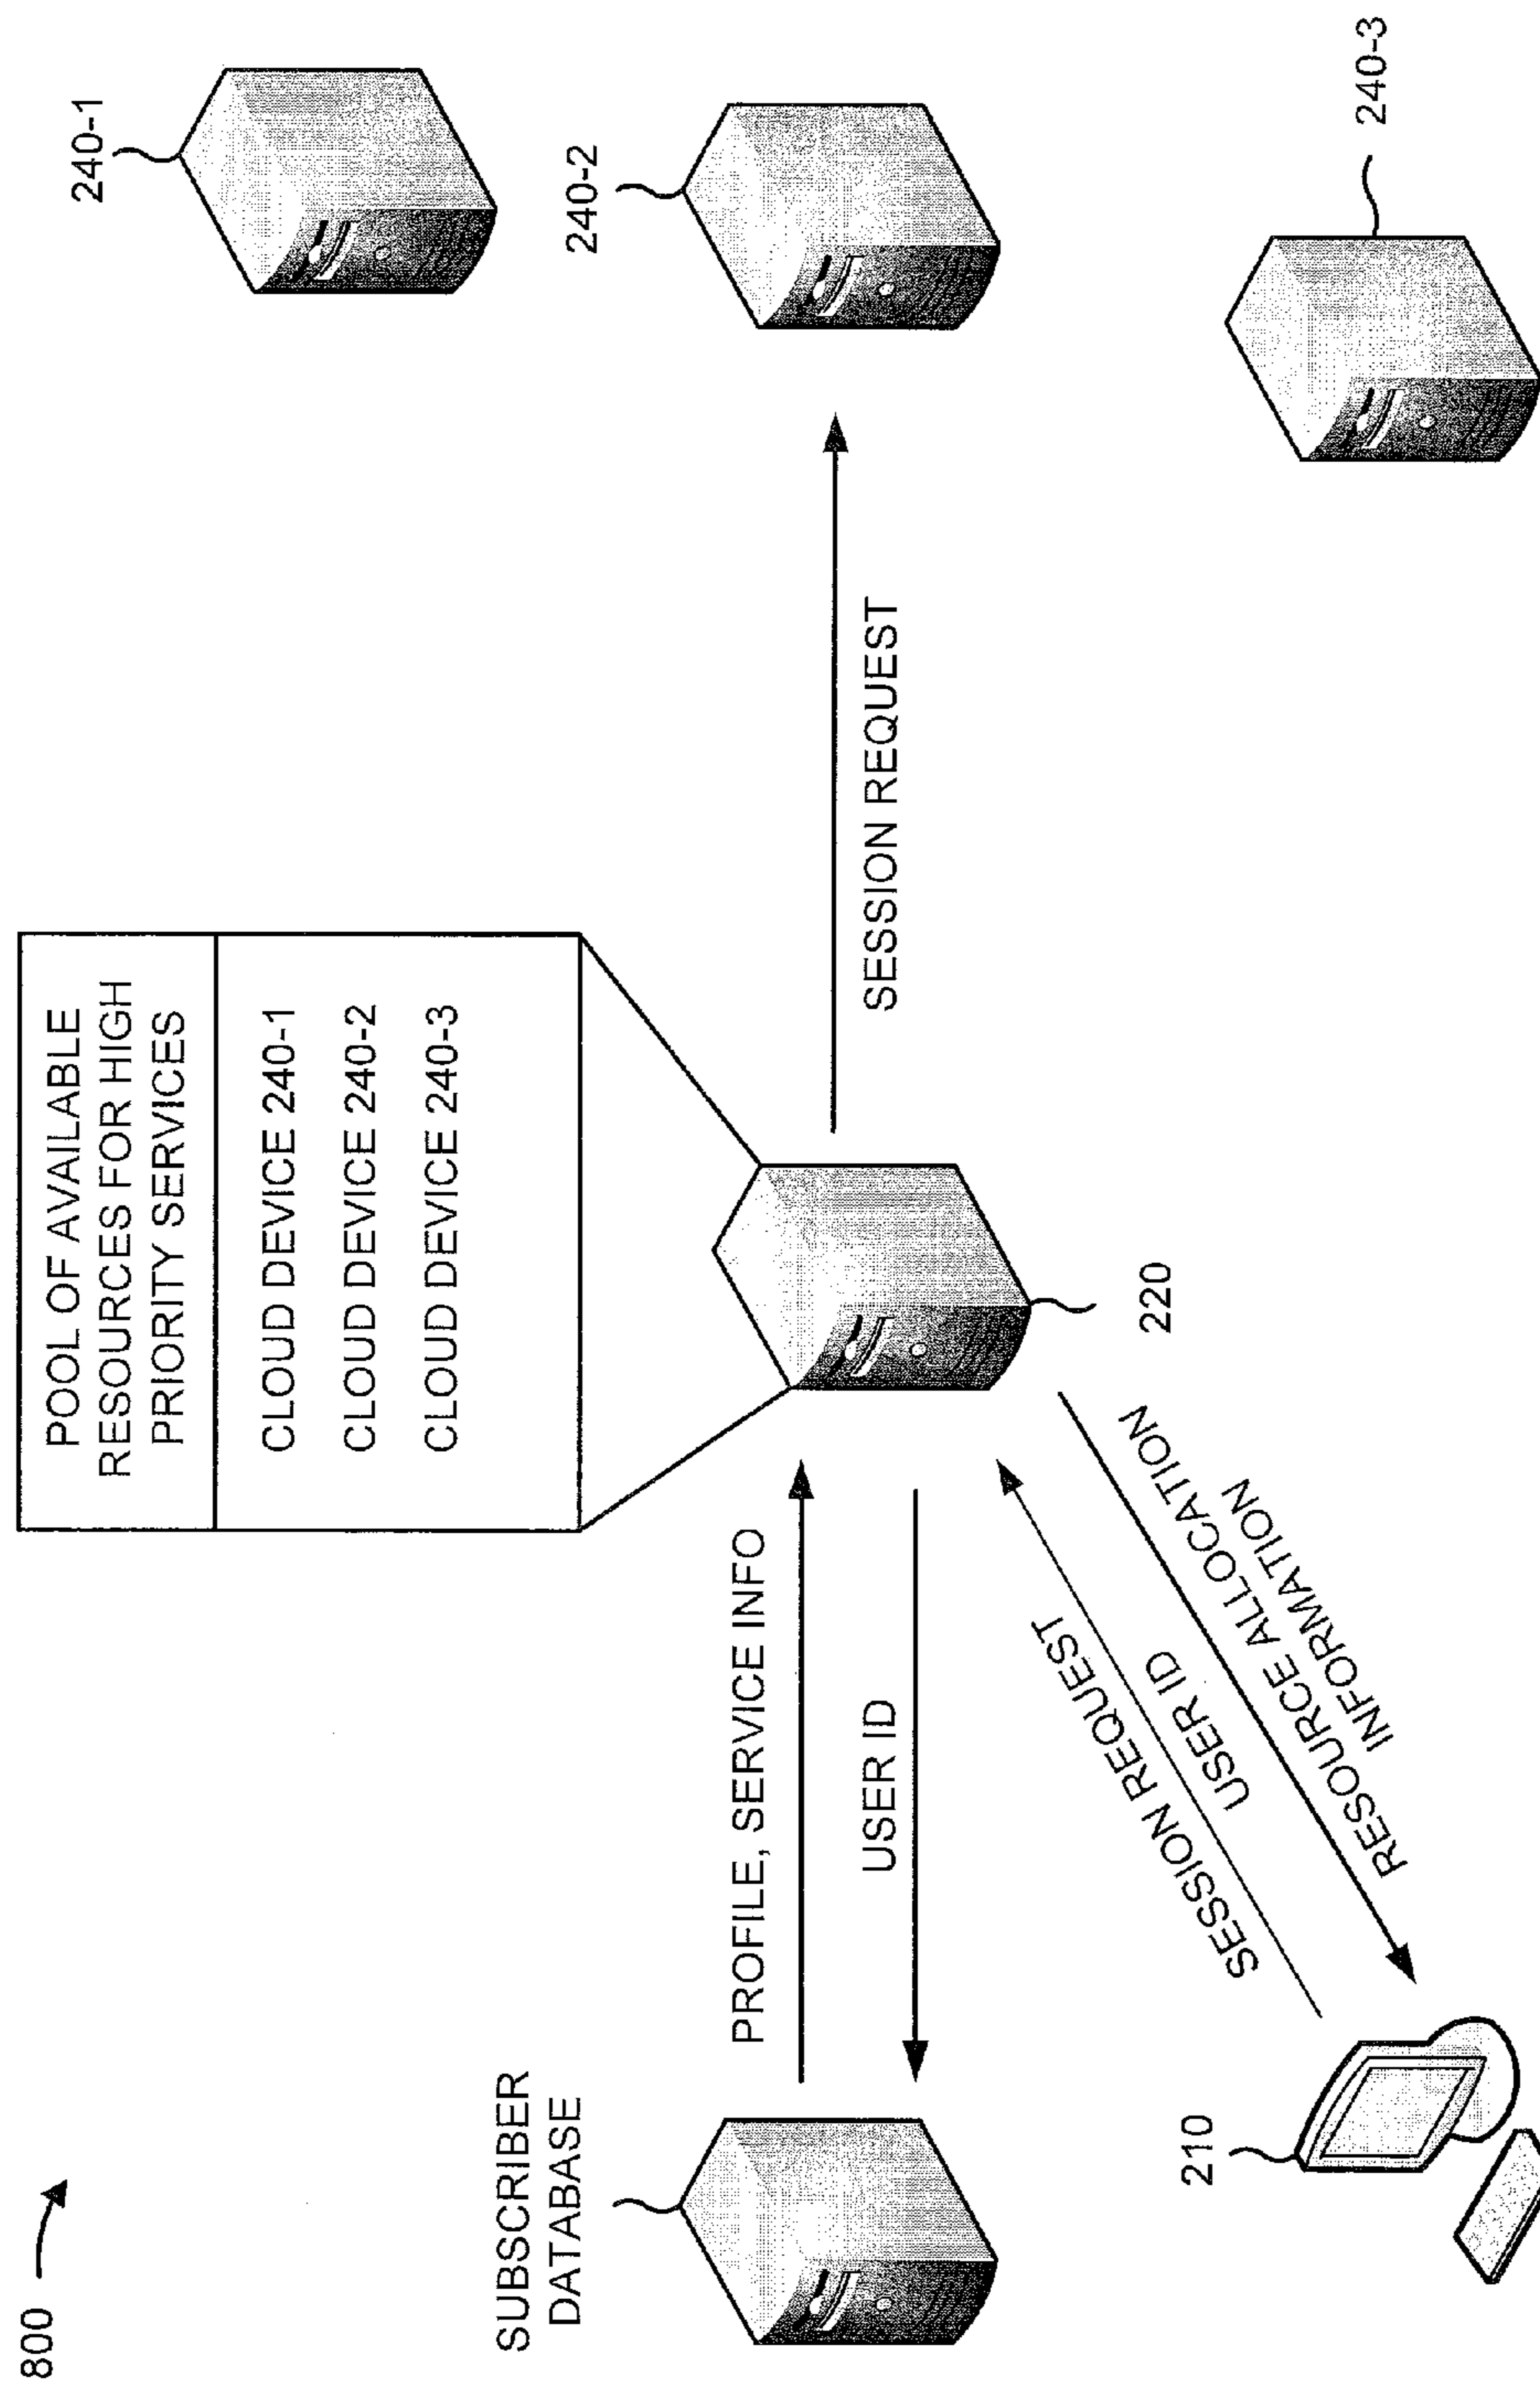 800
POOL OF AVAILABLE
RESOURCES FOR HIGH
PRIORITY SERVICES
CLOUD DEVICE 240-1
CLOUD DEVICE 240-2
CLOUD DEVICE 240-3
240-1
SUBSCRIBER
DATABASE
PROFILE, SERVICE INFO
USER ID
SESSION REQUEST
240-2
210
SESSION REQUEST
USER ID
RESOURCE ALLOCATION
INFORMATION
220
240-3